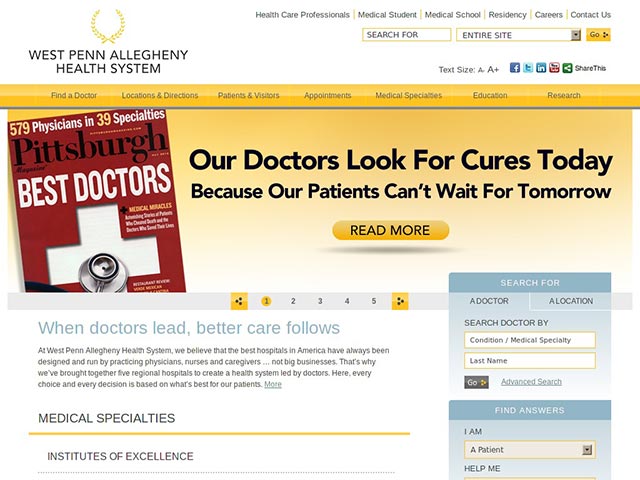 Health Care Professionals | Medical Student | Medical School | Residency | Careers | Contact Us
SEARCH FOR
ENTIRE SITE
Go
WEST PENN ALLEGHENY
HEALTH SYSTEM
Text Size: A- A+
ShareThis
Find a Doctor
Locations & Directions
Patients & Visitors
Appointments
Medical Specialties
Education
Research
579 Physicians in 39 Specialties
Pittsburgh
Magazine
BEST DOCTORS
MEDICAL MIRACLES
Astonishing Stories of Patients
Who Cheated Death and the
Doctors Who Saved Their Lives
RESTAURANT REVIEW:
Our Doctors Look For Cures Today
Because Our Patients Can't Wait For Tomorrow
READ MORE
1 2 3 4 5
SEARCH FOR
A DOCTOR
A LOCATION
SEARCH DOCTOR BY
Condition / Medical Specialty
Last Name
Go
Advanced Search
When doctors lead, better care follows
At West Penn Allegheny Health System, we believe that the best hospitals in America have always been
designed and run by practicing physicians, nurses and caregivers … not big businesses. That's why
we've brought together five regional hospitals to create a health system led by doctors. Here, every
choice and every decision is based on what's best for our patients. More
MEDICAL SPECIALTIES
INSTITUTES OF EXCELLENCE
FIND ANSWERS
I AM
A Patient
HELP ME